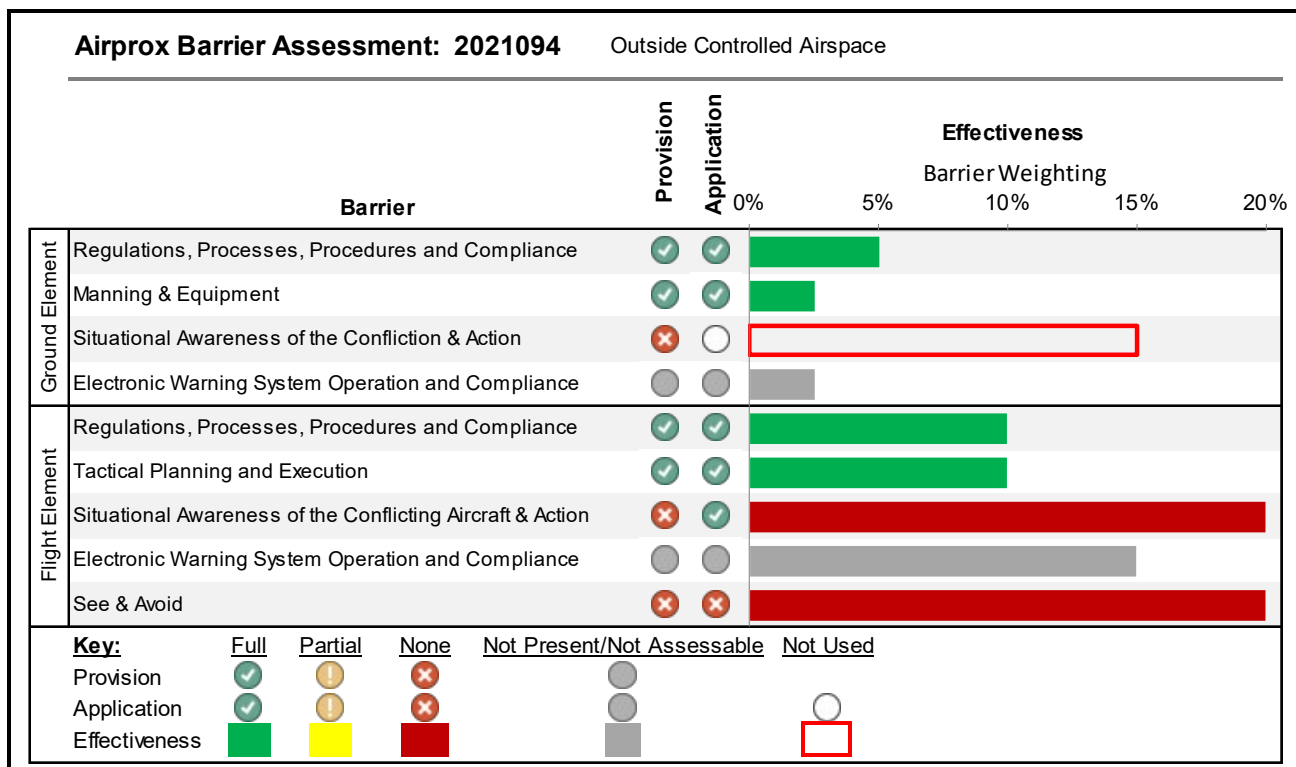 Airprox Barrier Assessment: 2021094 Outside Controlled Airspace
Provision
Application
Effectiveness
Barrier Weighting
Barrier
0% 5% 10% 15% 20%
Ground Element
Regulations, Processes, Procedures and Compliance
Manning & Equipment
Situational Awareness of the Confliction & Action
Electronic Warning System Operation and Compliance
Flight Element
Regulations, Processes, Procedures and Compliance
Tactical Planning and Execution
Situational Awareness of the Conflicting Aircraft & Action
Electronic Warning System Operation and Compliance
See & Avoid
Key: Full Partial None Not Present/Not Assessable Not Used
Provision
Application
Effectiveness